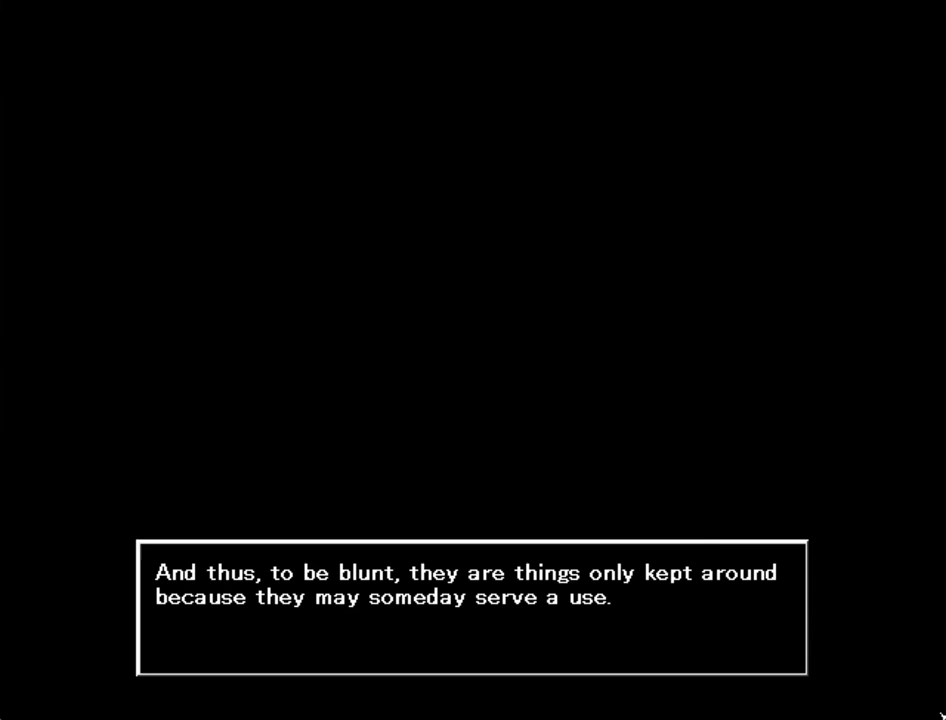 And thus, to be blunt, they are things only kept around
because they may someday serve a use.